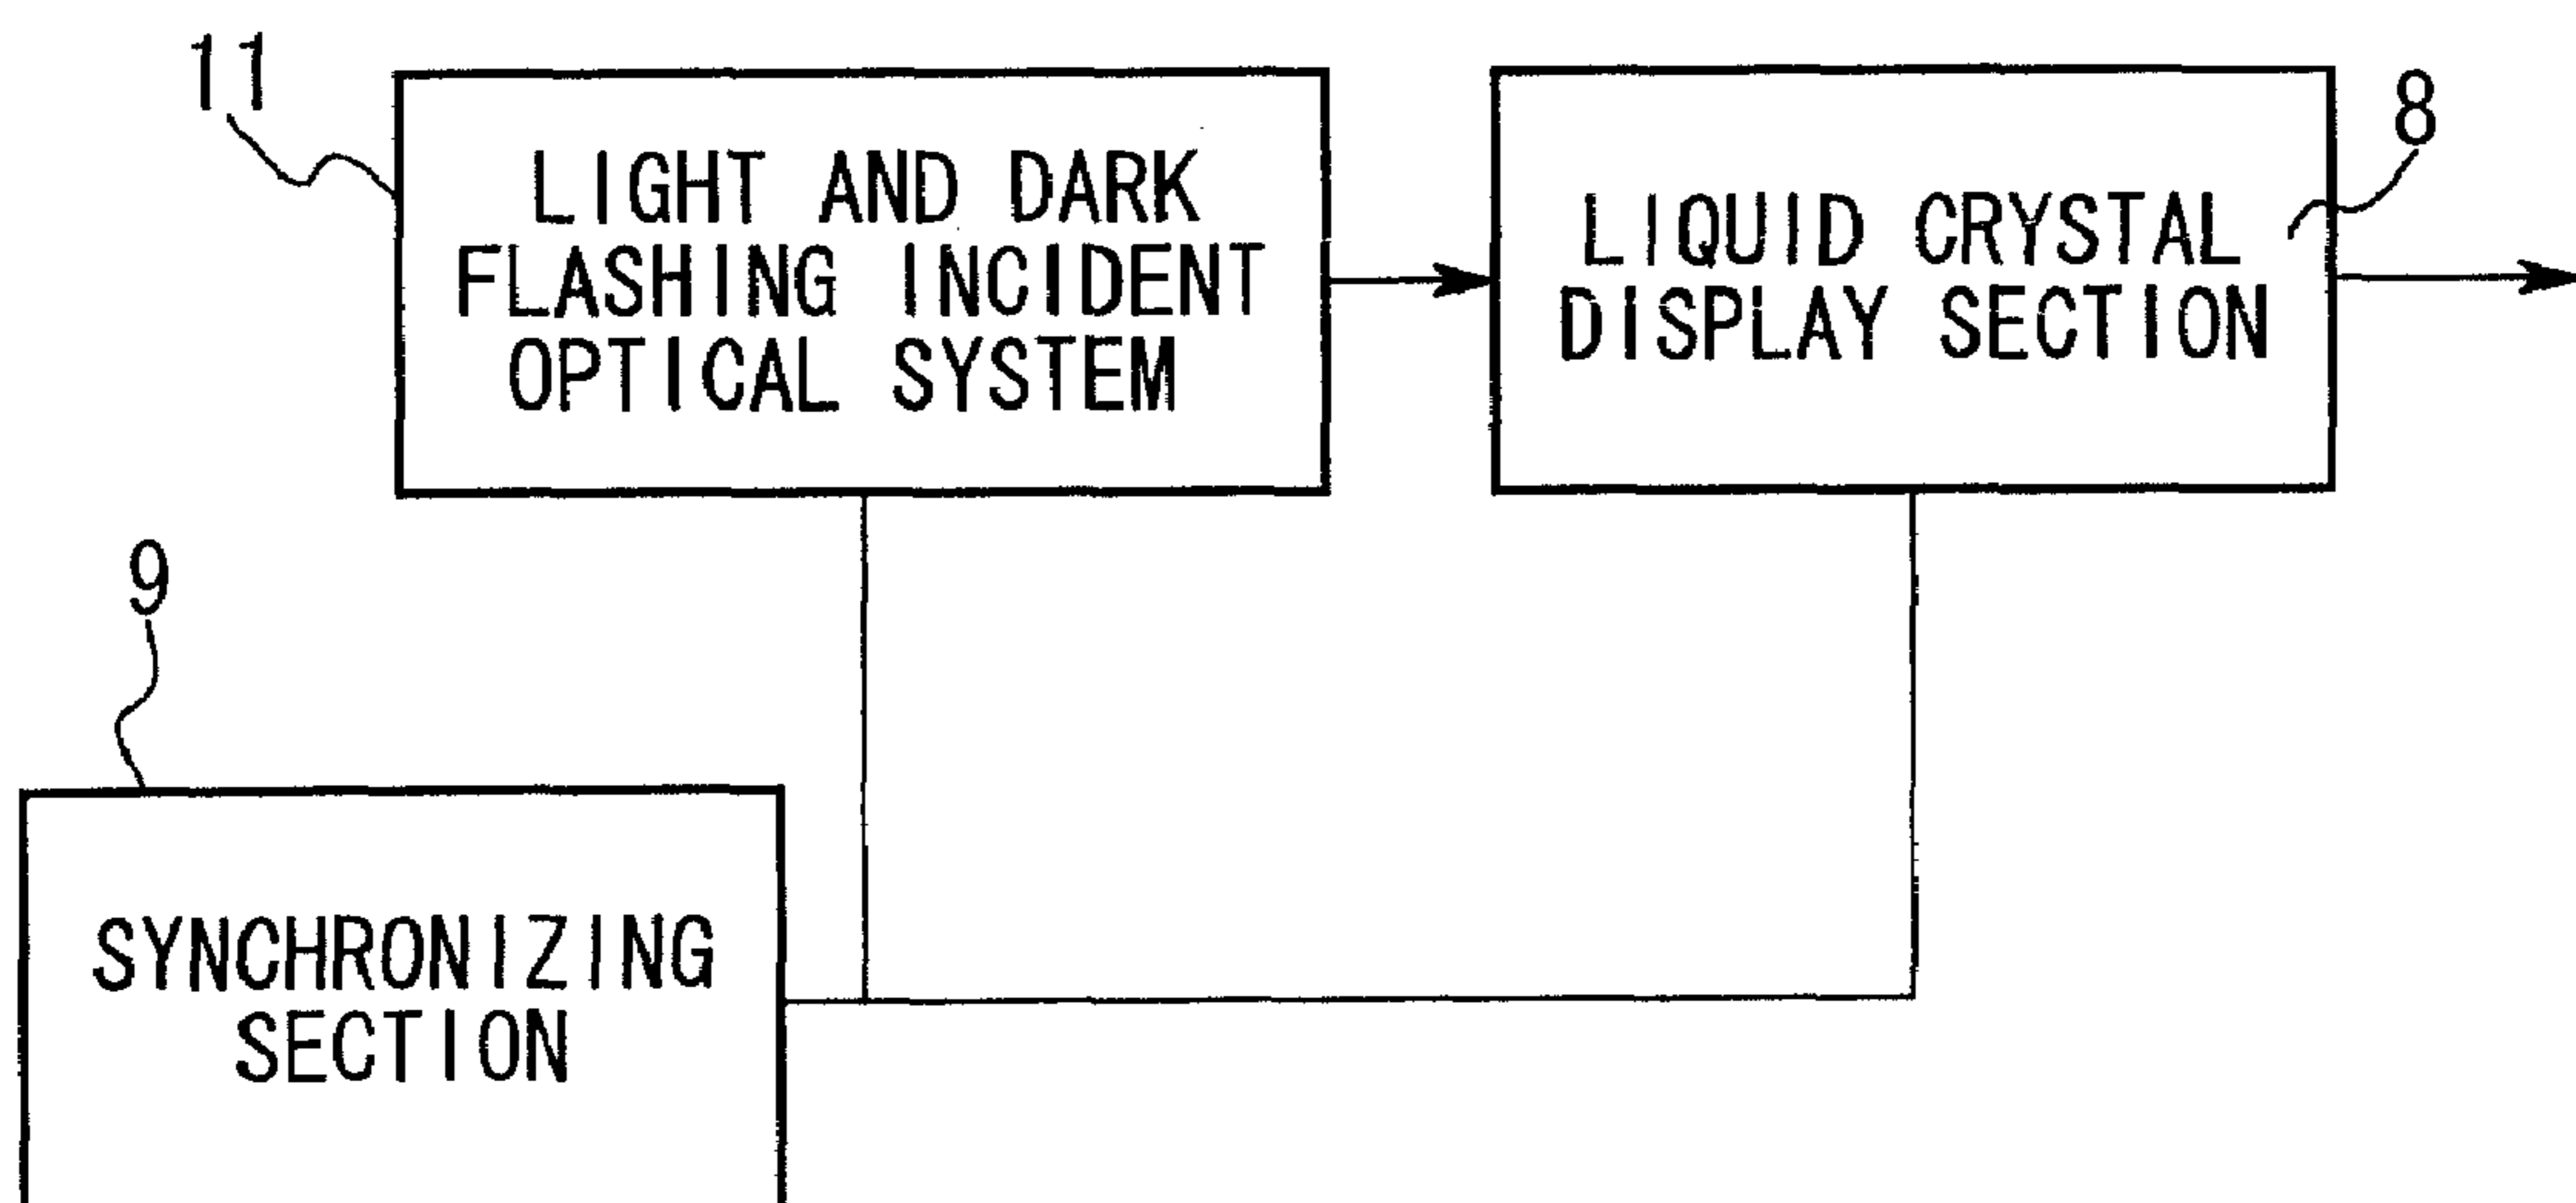 11
LIGHT AND DARK
FLASHING INCIDENT
OPTICAL SYSTEM
8
LIQUID CRYSTAL
DISPLAY SECTION
9
SYNCHRONIZING
SECTION